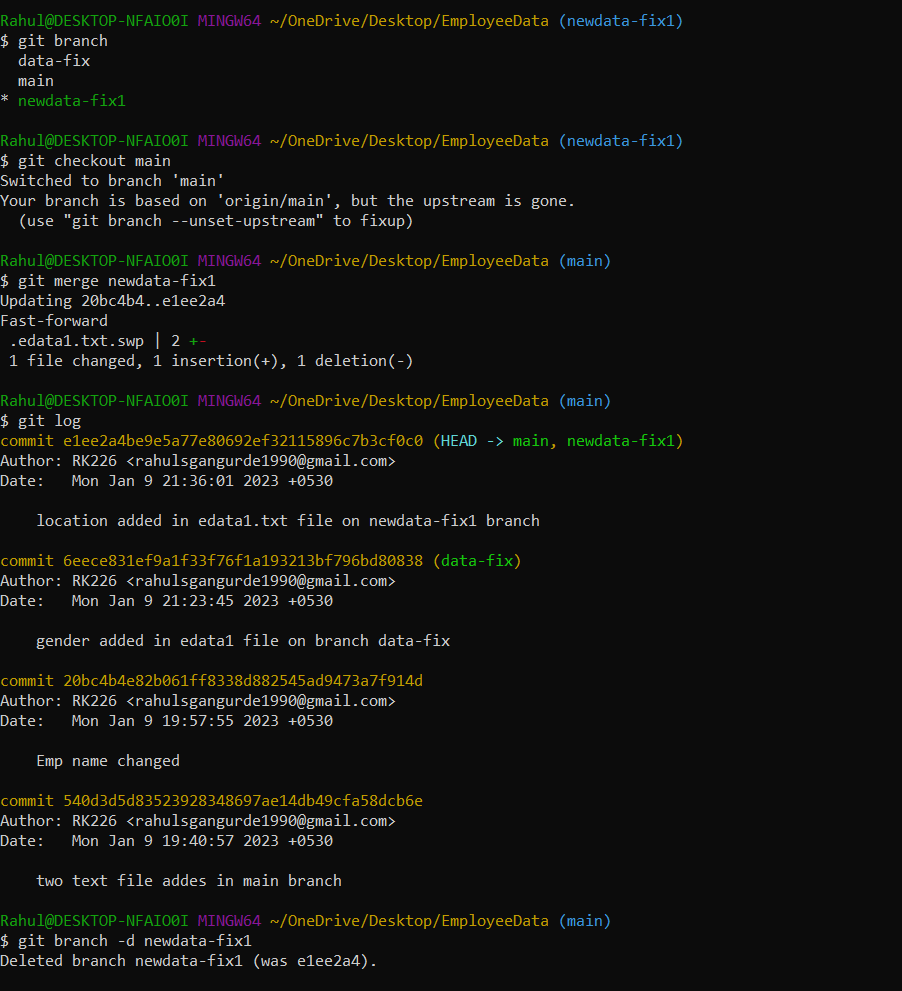 Rahul@DESKTOP-NFAIO0I MINGW64 ~/OneDrive/Desktop/EmployeeData (newdata-fix1)
$ git branch
  data-fix
  main
* newdata-fix1

Rahul@DESKTOP-NFAIO0I MINGW64 ~/OneDrive/Desktop/EmployeeData (newdata-fix1)
$ git checkout main
Switched to branch 'main'
Your branch is based on 'origin/main', but the upstream is gone.
  (use "git branch --unset-upstream" to fixup)

Rahul@DESKTOP-NFAIO0I MINGW64 ~/OneDrive/Desktop/EmployeeData (main)
$ git merge newdata-fix1
Updating 20bc4b4..e1ee2a4
Fast-forward
 .edata1.txt.swp | 2 +-
 1 file changed, 1 insertion(+), 1 deletion(-)

Rahul@DESKTOP-NFAIO0I MINGW64 ~/OneDrive/Desktop/EmployeeData (main)
$ git log
commit e1ee2a4be9e5a77e80692ef32115896c7b3cf0c0 (HEAD -> main, newdata-fix1)
Author: RK226 <rahulsgangurde1990@gmail.com>
Date:   Mon Jan 9 21:36:01 2023 +0530

    location added in edata1.txt file on newdata-fix1 branch

commit 6eece831ef9a1f33f76f1a193213bf796bd80838 (data-fix)
Author: RK226 <rahulsgangurde1990@gmail.com>
Date:   Mon Jan 9 21:23:45 2023 +0530

    gender added in edata1 file on branch data-fix

commit 20bc4b4e82b061ff8338d882545ad9473a7f914d
Author: RK226 <rahulsgangurde1990@gmail.com>
Date:   Mon Jan 9 19:57:55 2023 +0530

    Emp name changed

commit 540d3d5d83523928348697ae14db49cfa58dcb6e
Author: RK226 <rahulsgangurde1990@gmail.com>
Date:   Mon Jan 9 19:40:57 2023 +0530

    two text file addes in main branch

Rahul@DESKTOP-NFAIO0I MINGW64 ~/OneDrive/Desktop/EmployeeData (main)
$ git branch -d newdata-fix1
Deleted branch newdata-fix1 (was e1ee2a4).